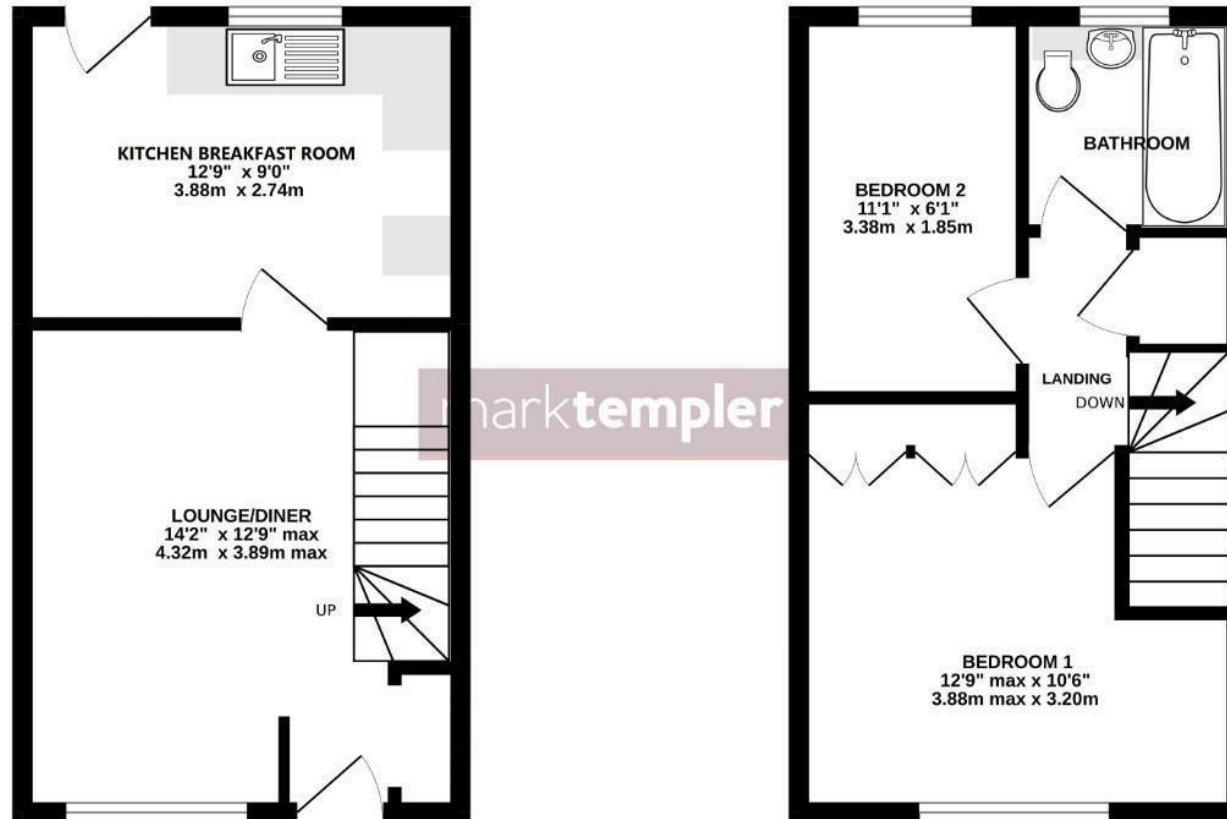 KITCHEN BREAKFAST ROOM
12'9" x 9'0"
3.88m x 2.74m
LOUNGE/DINER
14'2" x 12'9" max
4.32m x 3.89m max
UP
marktempler
BEDROOM 2
11'1" x 6'1"
3.38m x 1.85m
BATHROOM
LANDING
DOWN
BEDROOM 1
12'9" max x 10'6"
3.88m max x 3.20m